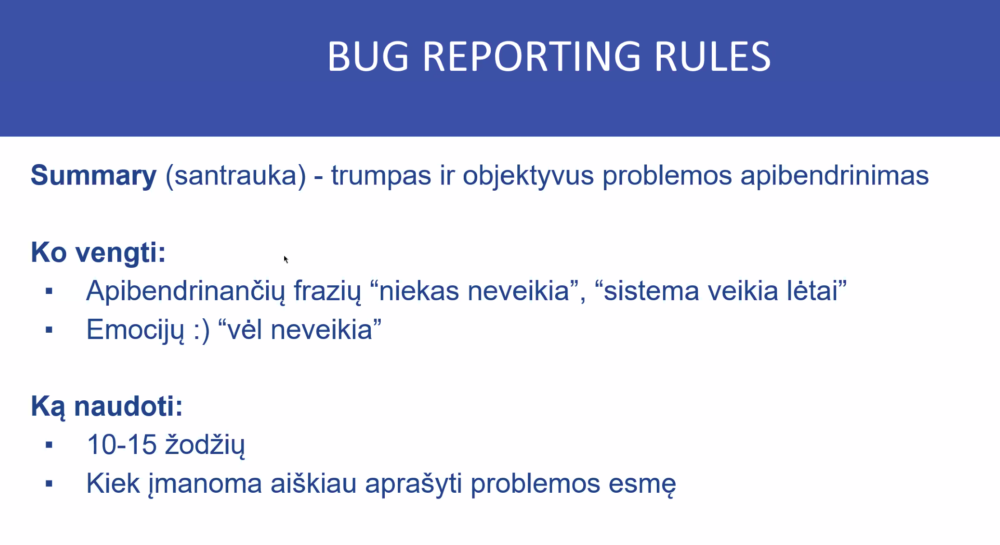 BUG REPORTING RULES
Summary (santrauka) - trumpas ir objektyvus problemos apibendrinimas
Ko vengti:
▪ Apibendrinančių frazių “niekas neveikia”, “sistema veikia lėtai”
▪ Emocijų :) “vėl neveikia”
Ką naudoti:
▪ 10-15 žodžių
▪ Kiek įmanoma aiškiau aprašyti problemos esmę